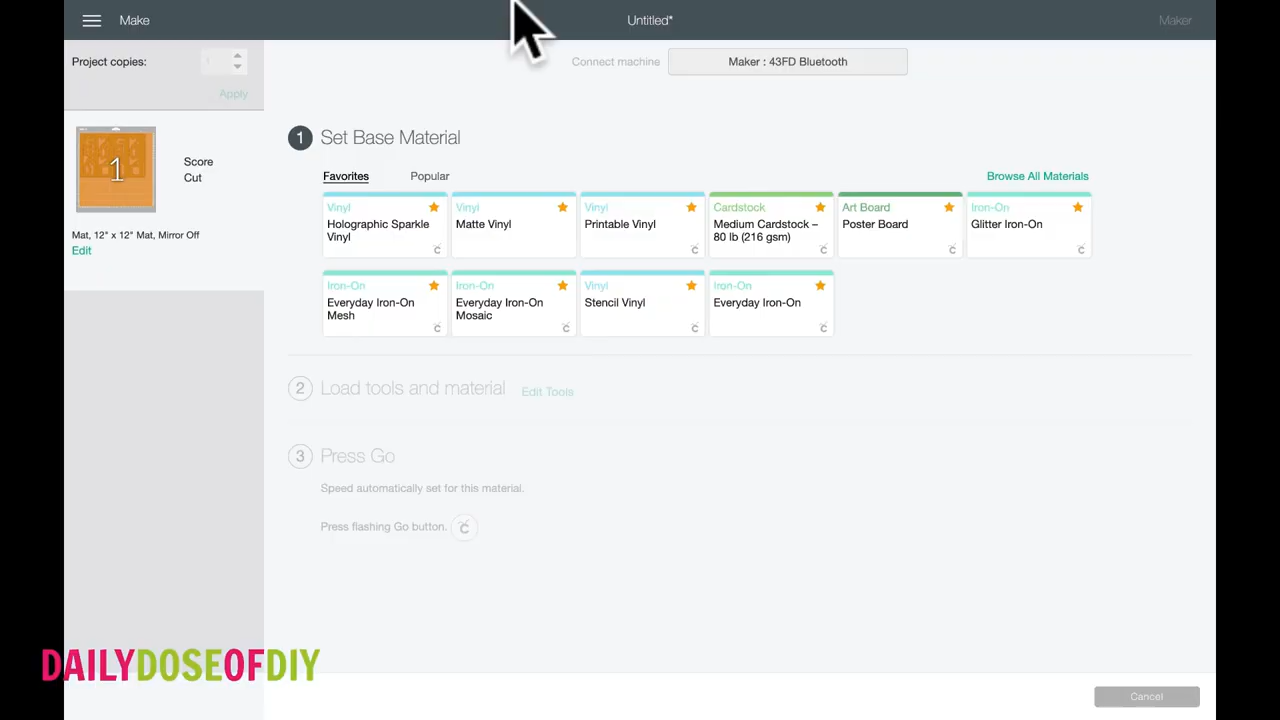 Make
Untitled*
Maker
Project copies:
Apply
Connect machine
Maker : 43FD Bluetooth
1
Score
Cut
Mat, 12" x 12" Mat, Mirror Off
Edit
1 Set Base Material
Favorites
Popular
Browse All Materials
Vinyl
Holographic Sparkle
Vinyl
Vinyl
Matte Vinyl
Vinyl
Printable Vinyl
Cardstock
Medium Cardstock –
80 lb (216 gsm)
Art Board
Poster Board
Iron-On
Glitter Iron-On
Iron-On
Everyday Iron-On
Mesh
Iron-On
Everyday Iron-On
Mosaic
Vinyl
Stencil Vinyl
Iron-On
Everyday Iron-On
2 Load tools and material
Edit Tools
3 Press Go
Speed automatically set for this material.
Press flashing Go button.
DAILYDOSEOFDIY
Cancel